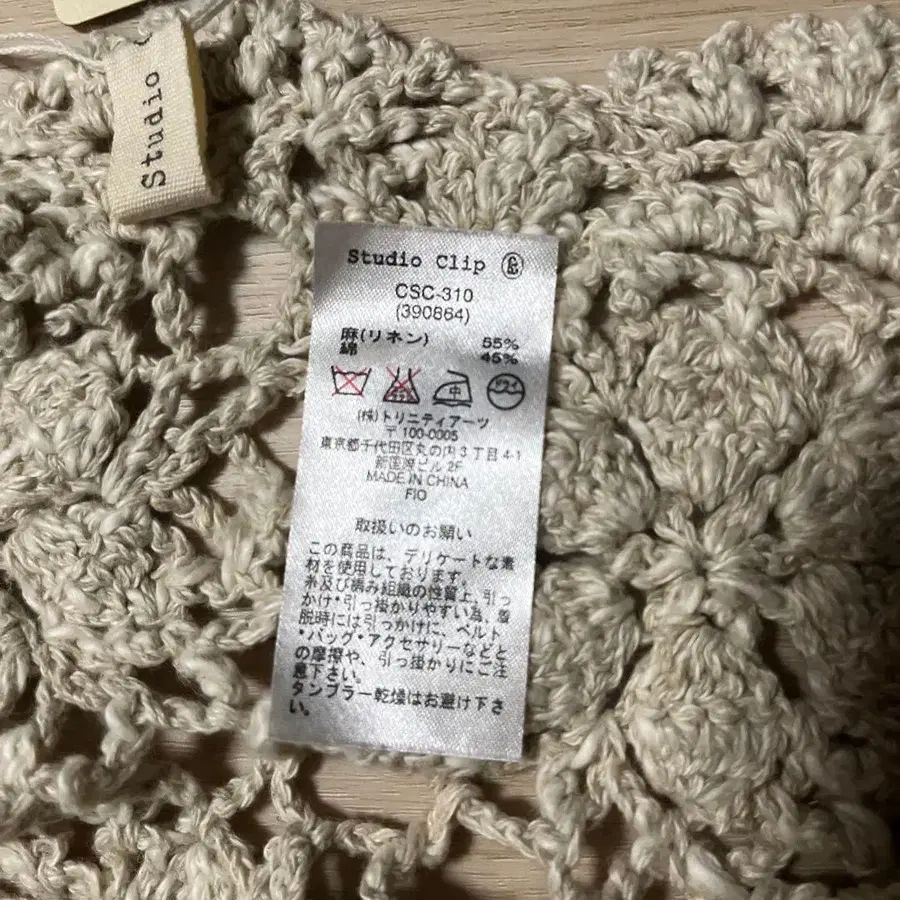 Studio
Studio Clip
CSC-310
(390864)
麻(リネン) 55%
綿 45%
中 ドライ
(株)トリニティアーツ
〒100-0005
東京都千代田区丸の内3丁目4-1
新国際ビル 2F
MADE IN CHINA
FIO
取扱いのお願い
この商品は、デリケートな素
材を使用しております。
糸及び編み組織の性質上、引っ
かけ・引っ掛かりやすい為、着
脱時には引っかけに、ベルト
・バッグ・アクセサリーなどと
の摩擦や、引っ掛かりにご注
意下さい。
タンブラー乾燥はお避け下さ
い。